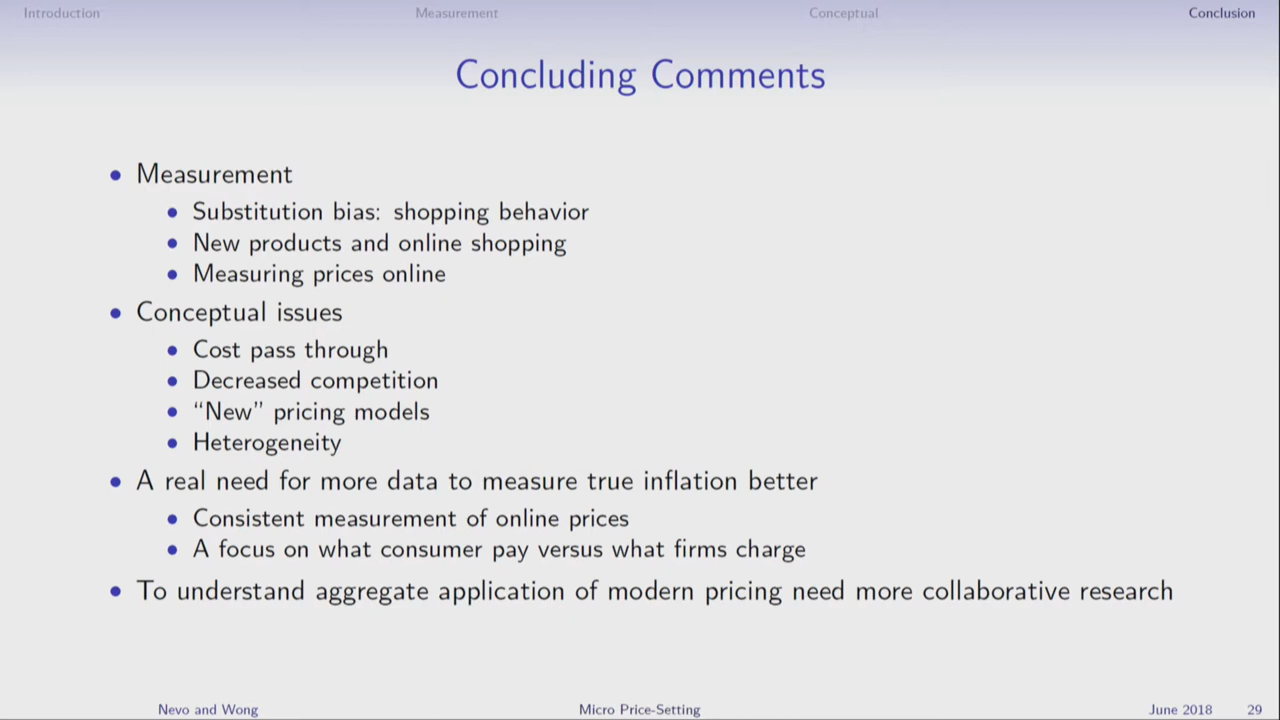 Introduction Measurement Conceptual Conclusion
Concluding Comments
• Measurement
• Substitution bias: shopping behavior
• New products and online shopping
• Measuring prices online
• Conceptual issues
• Cost pass through
• Decreased competition
• “New” pricing models
• Heterogeneity
• A real need for more data to measure true inflation better
• Consistent measurement of online prices
• A focus on what consumer pay versus what firms charge
• To understand aggregate application of modern pricing need more collaborative research
Nevo and Wong Micro Price-Setting June 2018 29